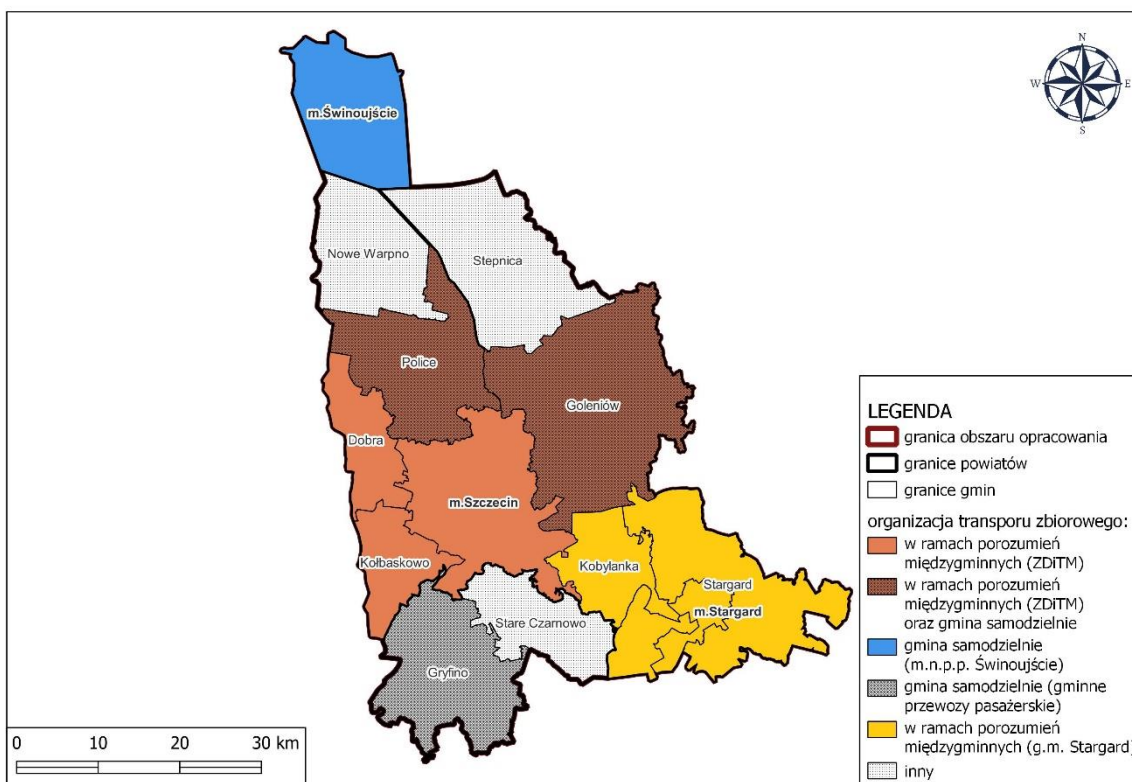 N
W
E
S
m.Świnoujście
Nowe Warpno
Stepnica
Police
Goleniów
Dobra
m.Szczecin
Kołbaskowo
Kobylanka
Stargard
m.Stargard
Stare Czarnowo
Gryfino
0 10 20 30 km
LEGENDA
granica obszaru opracowania
granice powiatów
granice gmin
organizacja transporu zbiorowego:
w ramach porozumień
międzygminnych (ZDiTM)
w ramach porozumień
międzygminnych (ZDiTM)
oraz gmina samodzielnie
gmina samodzielnie
(m.n.p.p. Świnoujście)
gmina samodzielnie (gminne
przewozy pasażerskie)
w ramach porozumień
międzygminnych (g.m. Stargard)
inny